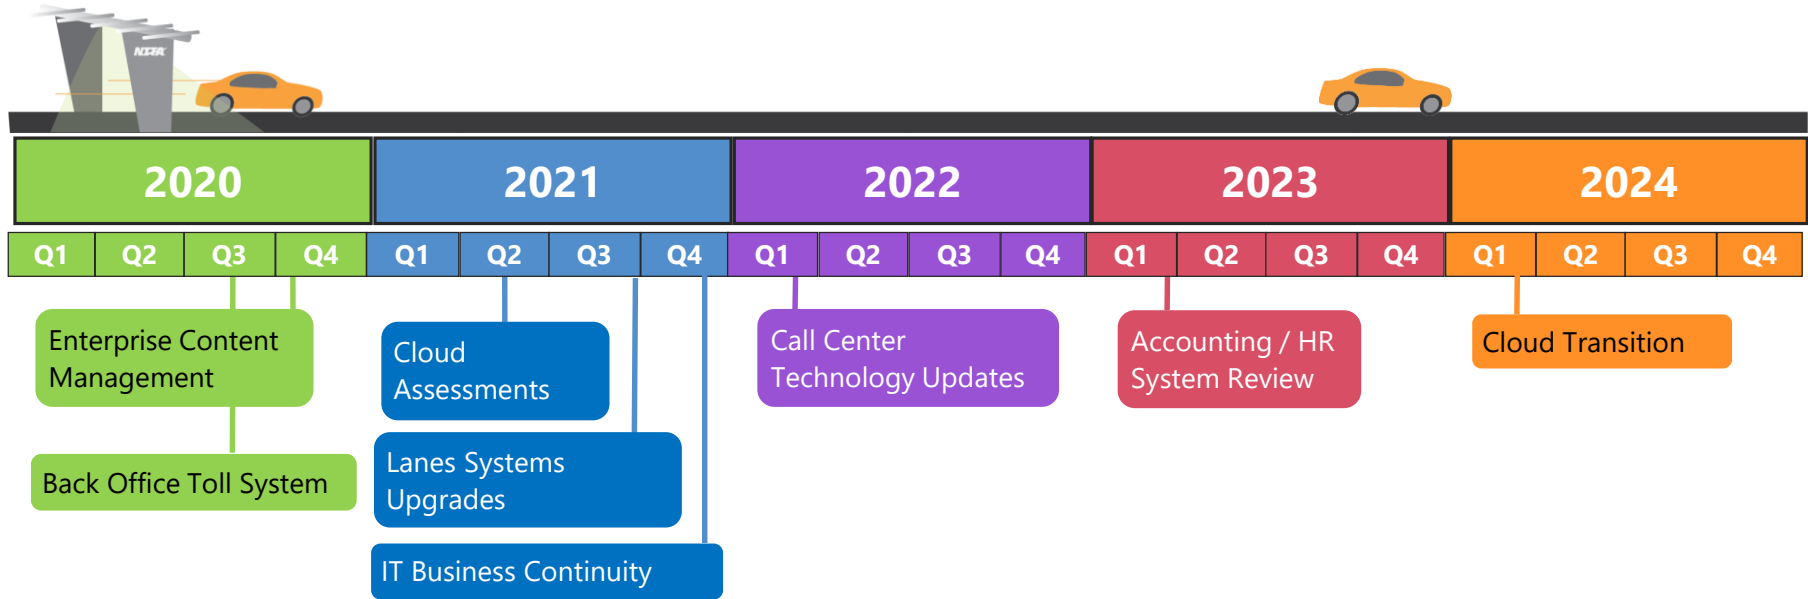 NTTA
2020 2021 2022 2023 2024
Q1 Q2 Q3 Q4 Q1 Q2 Q3 Q4 Q1 Q2 Q3 Q4 Q1 Q2 Q3 Q4 Q1 Q2 Q3 Q4
Enterprise Content
Management
Back Office Toll System
Cloud
Assessments
Lanes Systems
Upgrades
IT Business Continuity
Call Center
Technology Updates
Accounting / HR
System Review
Cloud Transition